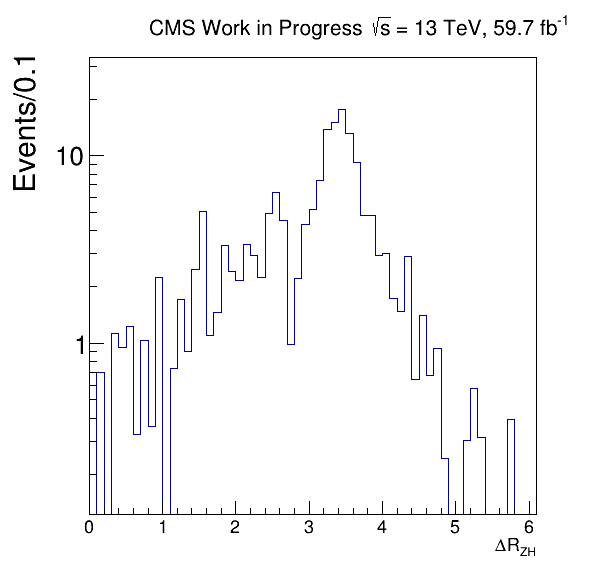 CMS Work in Progress √s = 13 TeV, 59.7 fb⁻¹
Events/0.1
10
1
0 1 2 3 4 5 6
ΔR_ZH